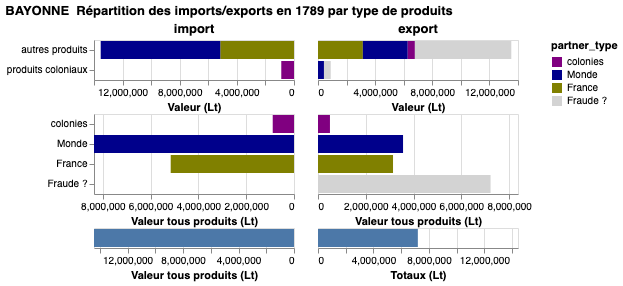 BAYONNE Répartition des imports/exports en 1789 par type de produits
import export
partner_type
colonies
Monde
France
Fraude ?
autres produits
produits coloniaux
12,000,000 8,000,000 4,000,000 0 0 4,000,000 8,000,000 12,000,000
Valeur (Lt) Valeur (Lt)
colonies
Monde
France
Fraude ?
8,000,000 6,000,000 4,000,000 2,000,000 0 0 2,000,000 4,000,000 6,000,000 8,000,000
Valeur tous produits (Lt) Valeur tous produits (Lt)
12,000,000 8,000,000 4,000,000 0 0 4,000,000 8,000,000 12,000,000
Valeur tous produits (Lt) Totaux (Lt)